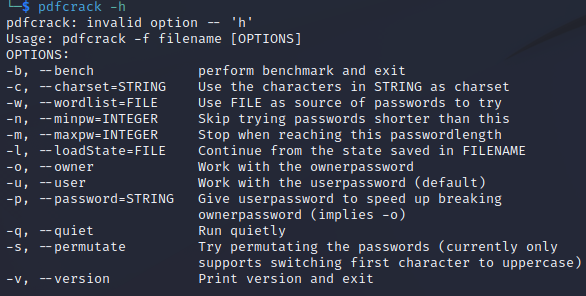 └─$ pdfcrack -h
pdfcrack: invalid option -- 'h'
Usage: pdfcrack -f filename [OPTIONS]
OPTIONS:
-b, --bench perform benchmark and exit
-c, --charset=STRING Use the characters in STRING as charset
-w, --wordlist=FILE Use FILE as source of passwords to try
-n, --minpw=INTEGER Skip trying passwords shorter than this
-m, --maxpw=INTEGER Stop when reaching this passwordlength
-l, --loadState=FILE Continue from the state saved in FILENAME
-o, --owner Work with the ownerpassword
-u, --user Work with the userpassword (default)
-p, --password=STRING Give userpassword to speed up breaking
ownerpassword (implies -o)
-q, --quiet Run quietly
-s, --permutate Try permutating the passwords (currently only
supports switching first character to uppercase)
-v, --version Print version and exit